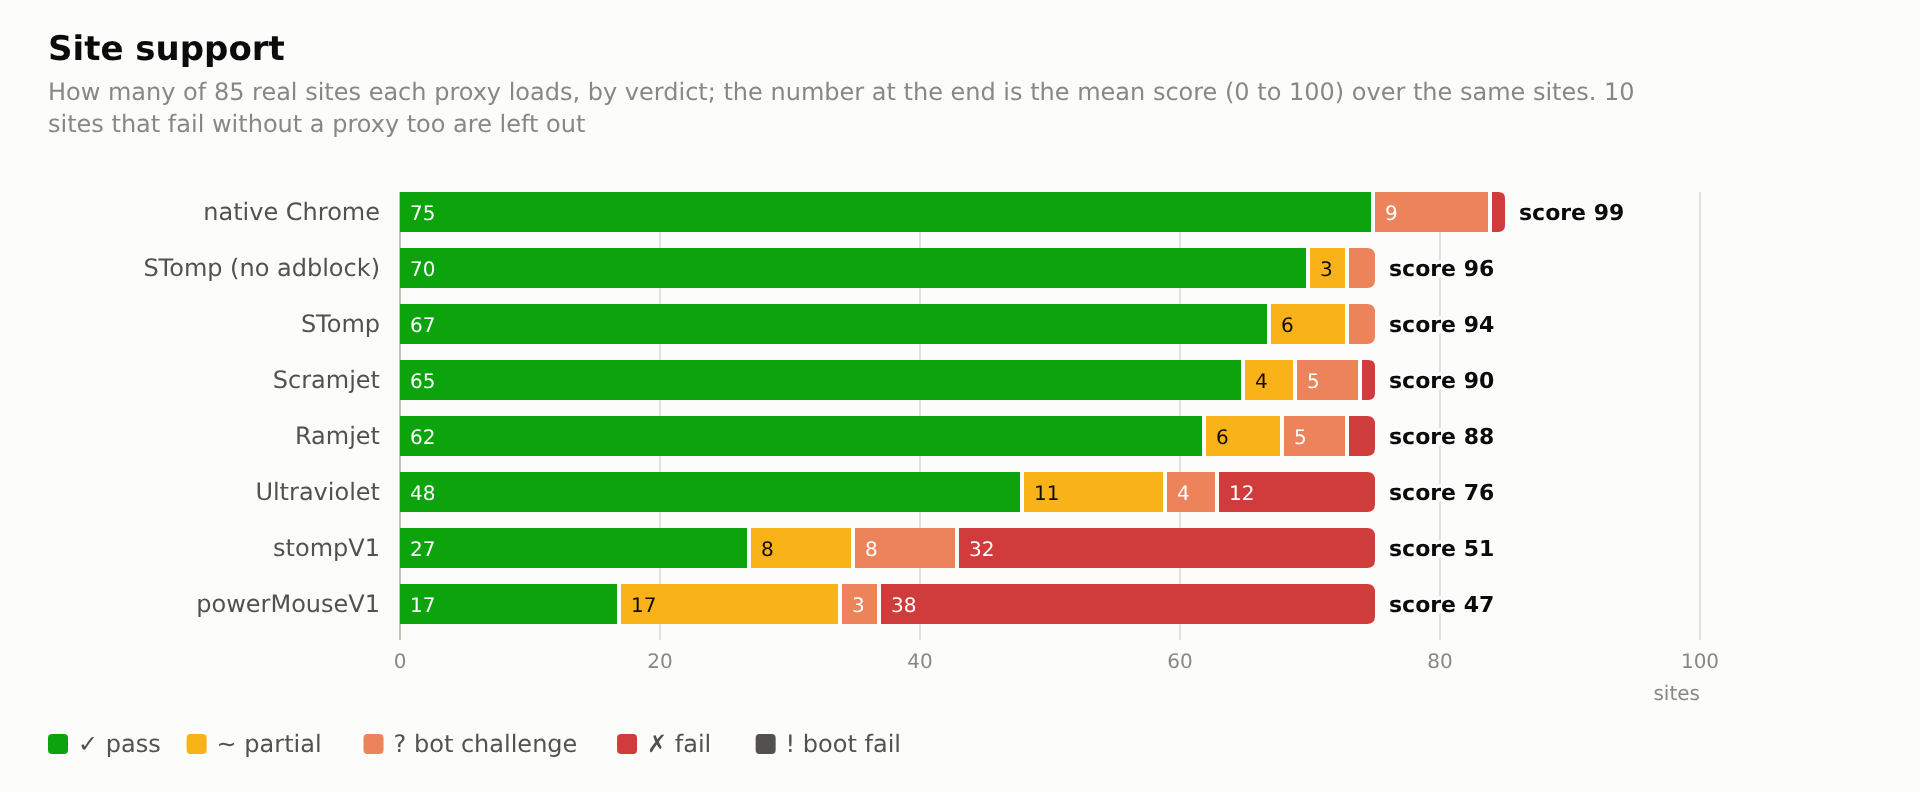 Site support
How many of 85 real sites each proxy loads, by verdict; the number at the end is the mean score (0 to 100) over the same sites. 10
sites that fail without a proxy too are left out
native Chrome 75 9 score 99
STomp (no adblock) 70 3 score 96
STomp 67 6 score 94
Scramjet 65 4 5 score 90
Ramjet 62 6 5 score 88
Ultraviolet 48 11 4 12 score 76
stompV1 27 8 8 32 score 51
powerMouseV1 17 17 3 38 score 47
0 20 40 60 80 100
sites
✓ pass ~ partial ? bot challenge ✗ fail ! boot fail